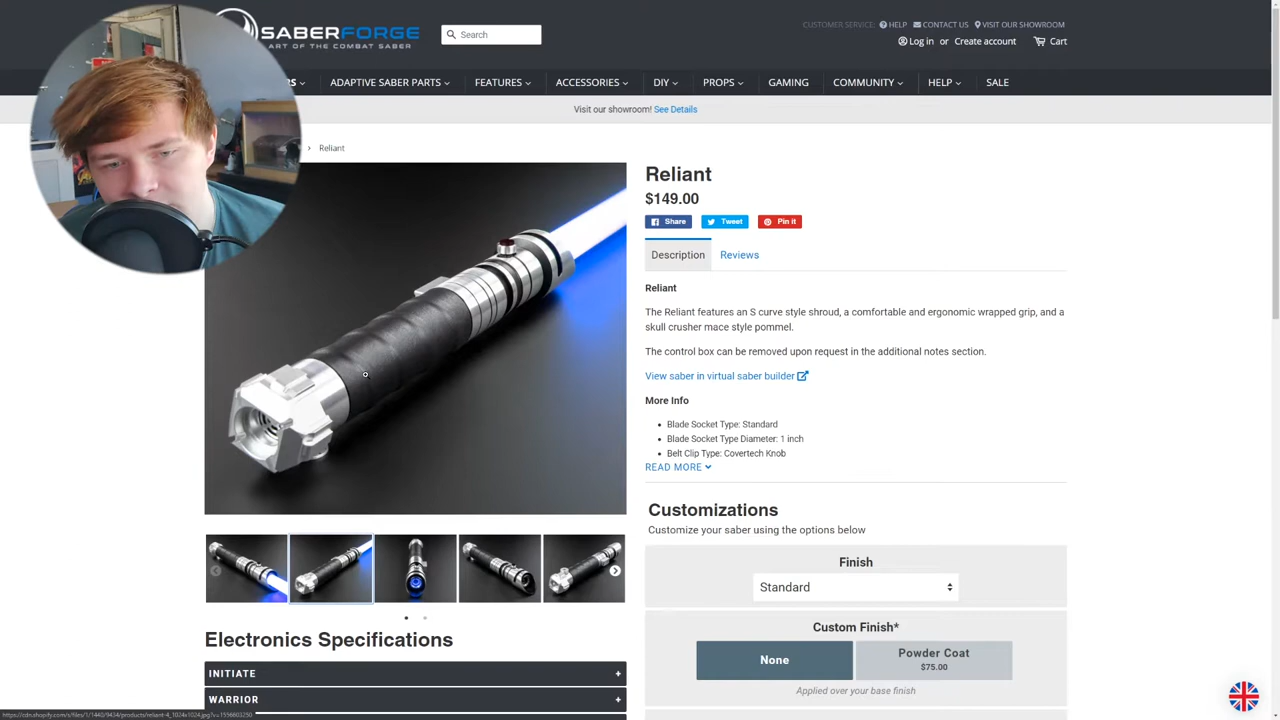 SABERFORGE
ART OF THE COMBAT SABER
Search
CUSTOMER SERVICE: HELP CONTACT US VISIT OUR SHOWROOM
Log in or Create account Cart
ADAPTIVE SABER PARTS FEATURES ACCESSORIES DIY PROPS GAMING COMMUNITY HELP SALE
Visit our showroom! See Details
› Reliant
Reliant
$149.00
Share Tweet Pin it
Description Reviews
Reliant
The Reliant features an S curve style shroud, a comfortable and ergonomic wrapped grip, and a
skull crusher mace style pommel.
The control box can be removed upon request in the additional notes section.
View saber in virtual saber builder
More Info
• Blade Socket Type: Standard
• Blade Socket Type Diameter: 1 inch
• Belt Clip Type: Covertech Knob
READ MORE
Customizations
Customize your saber using the options below
Finish
Standard
Custom Finish*
None
Powder Coat
$75.00
Applied over your base finish
Electronics Specifications
INITIATE +
WARRIOR +